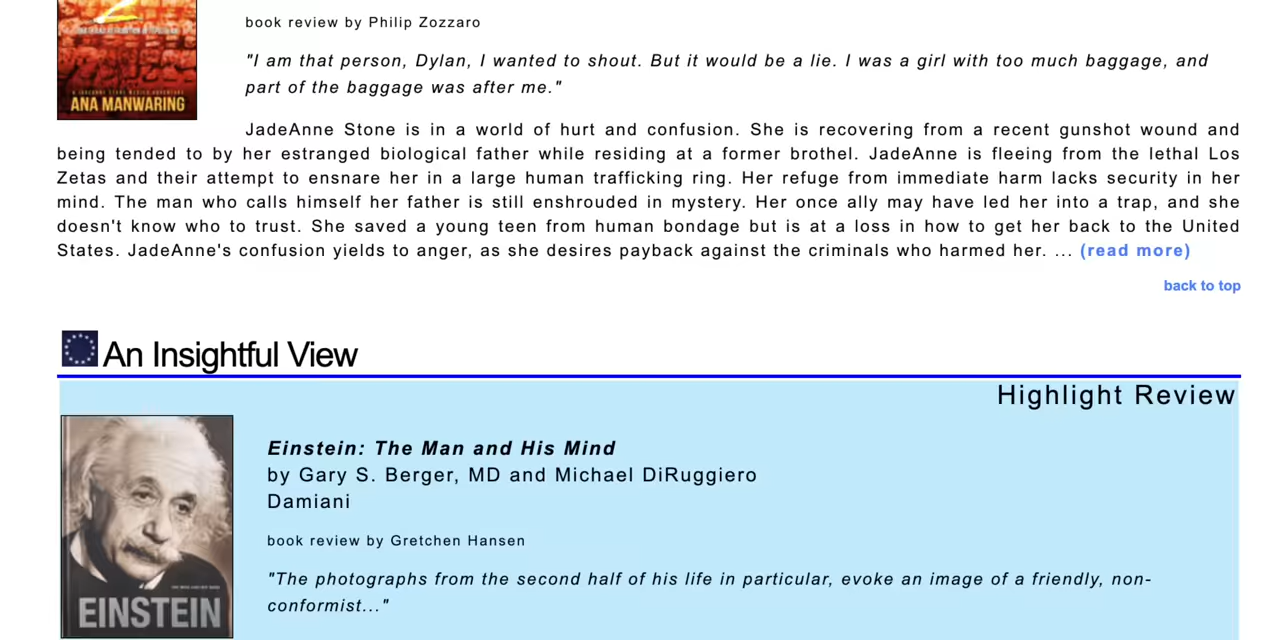 book review by Philip Zozzaro
"I am that person, Dylan, I wanted to shout. But it would be a lie. I was a girl with too much baggage, and
part of the baggage was after me."
ANA MANWARING
JadeAnne Stone is in a world of hurt and confusion. She is recovering from a recent gunshot wound and
being tended to by her estranged biological father while residing at a former brothel. JadeAnne is fleeing from the lethal Los
Zetas and their attempt to ensnare her in a large human trafficking ring. Her refuge from immediate harm lacks security in her
mind. The man who calls himself her father is still enshrouded in mystery. Her once ally may have led her into a trap, and she
doesn't know who to trust. She saved a young teen from human bondage but is at a loss in how to get her back to the United
States. JadeAnne's confusion yields to anger, as she desires payback against the criminals who harmed her. ... (read more)
back to top
An Insightful View
Highlight Review
Einstein: The Man and His Mind
by Gary S. Berger, MD and Michael DiRuggiero
Damiani
book review by Gretchen Hansen
"The photographs from the second half of his life in particular, evoke an image of a friendly, non-
conformist..."
EINSTEIN